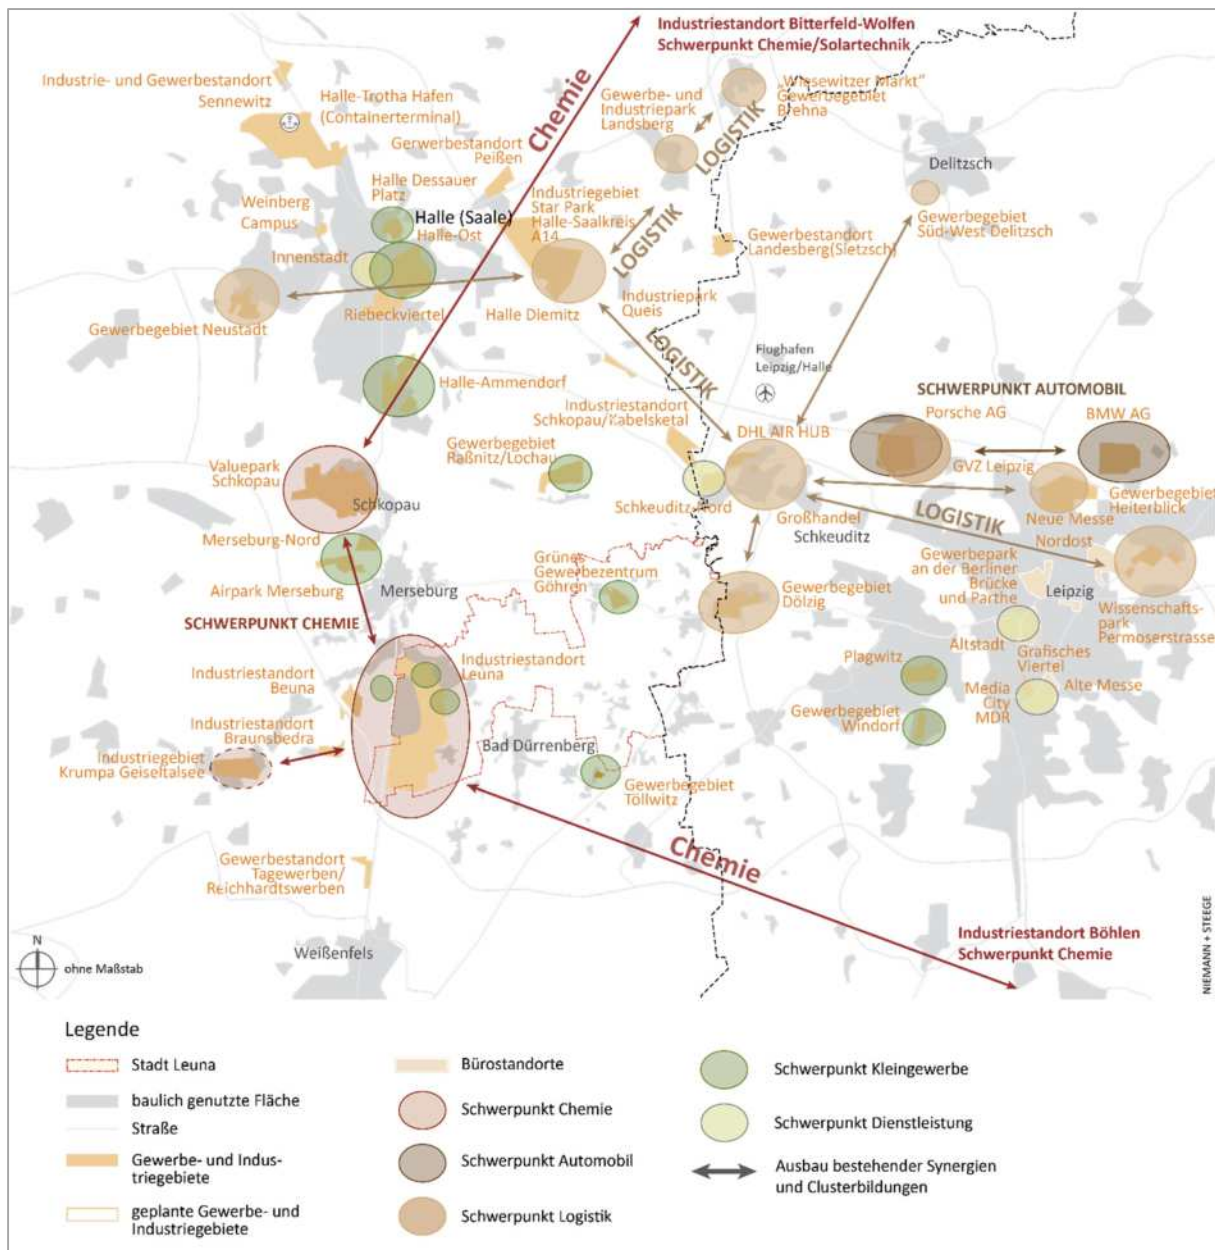 Industriestandort Bitterfeld-Wolfen
Schwerpunkt Chemie/Solartechnik
Industrie- und Gewerbestandort
Sennewitz
Halle-Trotha Hafen
(Containerterminal)
Chemie
Gewerbe- und
Industriepark
Landsberg
"Wiesewitzer Markt"
Gewerbegebiet
Brehna
LOGISTIK
Gerwerbestandort
Peißen
Delitzsch
Halle Dessauer
Platz
Weinberg
Campus
Halle (Saale)
Halle-Ost
Industriegebiet
Star Park
Halle-Saalkreis
A14
LOGISTIK
Gewerbegebiet
Süd-West Delitzsch
Gewerbestandort
Landesberg(Sietzsch)
Innenstadt
Gewerbegebiet Neustadt
Riebeckviertel
Halle Diemitz
Industriepark
Queis
LOGISTIK
Flughafen
Leipzig/Halle
Halle-Ammendorf
SCHWERPUNKT AUTOMOBIL
Porsche AG
BMW AG
Industriestandort
Schkopau/Kabelsketal
DHL AIR HUB
Gewerbegebiet
Raßnitz/Lochau
Valuepark
Schkopau
Schkopau
GVZ Leipzig
Schkeuditz-Nord
Großhandel
Schkeuditz
LOGISTIK
Neue Messe
Gewerbegebiet
Heiterblick
Nordost
Merseburg-Nord
Airpark Merseburg
Merseburg
Grünes
Gewerbezentrum
Göhren
Gewerbegebiet
Dölzig
Gewerbepark
an der Berliner
Brücke
und Parthe
Leipzig
Wissenschafts-
park
Permoserstrasse
SCHWERPUNKT CHEMIE
Altstadt
Grafisches
Viertel
Industriestandort
Leuna
Industriestandort
Beuna
Plagwitz
Media
City
MDR
Alte Messe
Gewerbegebiet
Windorf
Industriestandort
Braunsbedra
Industriegebiet
Krumpa Geiseltalsee
Bad Dürrenberg
Gewerbegebiet
Töllwitz
Chemie
Gewerbestandort
Tagewerben/
Reichhardtswerben
Weißenfels
Industriestandort Böhlen
Schwerpunkt Chemie
N
ohne Maßstab
NIEMANN + STEEGE
Legende
Stadt Leuna
baulich genutzte Fläche
Straße
Gewerbe- und Indus-
triegebiete
geplante Gewerbe- und
Industriegebiete
Bürostandorte
Schwerpunkt Chemie
Schwerpunkt Automobil
Schwerpunkt Logistik
Schwerpunkt Kleingewerbe
Schwerpunkt Dienstleistung
Ausbau bestehender Synergien
und Clusterbildungen